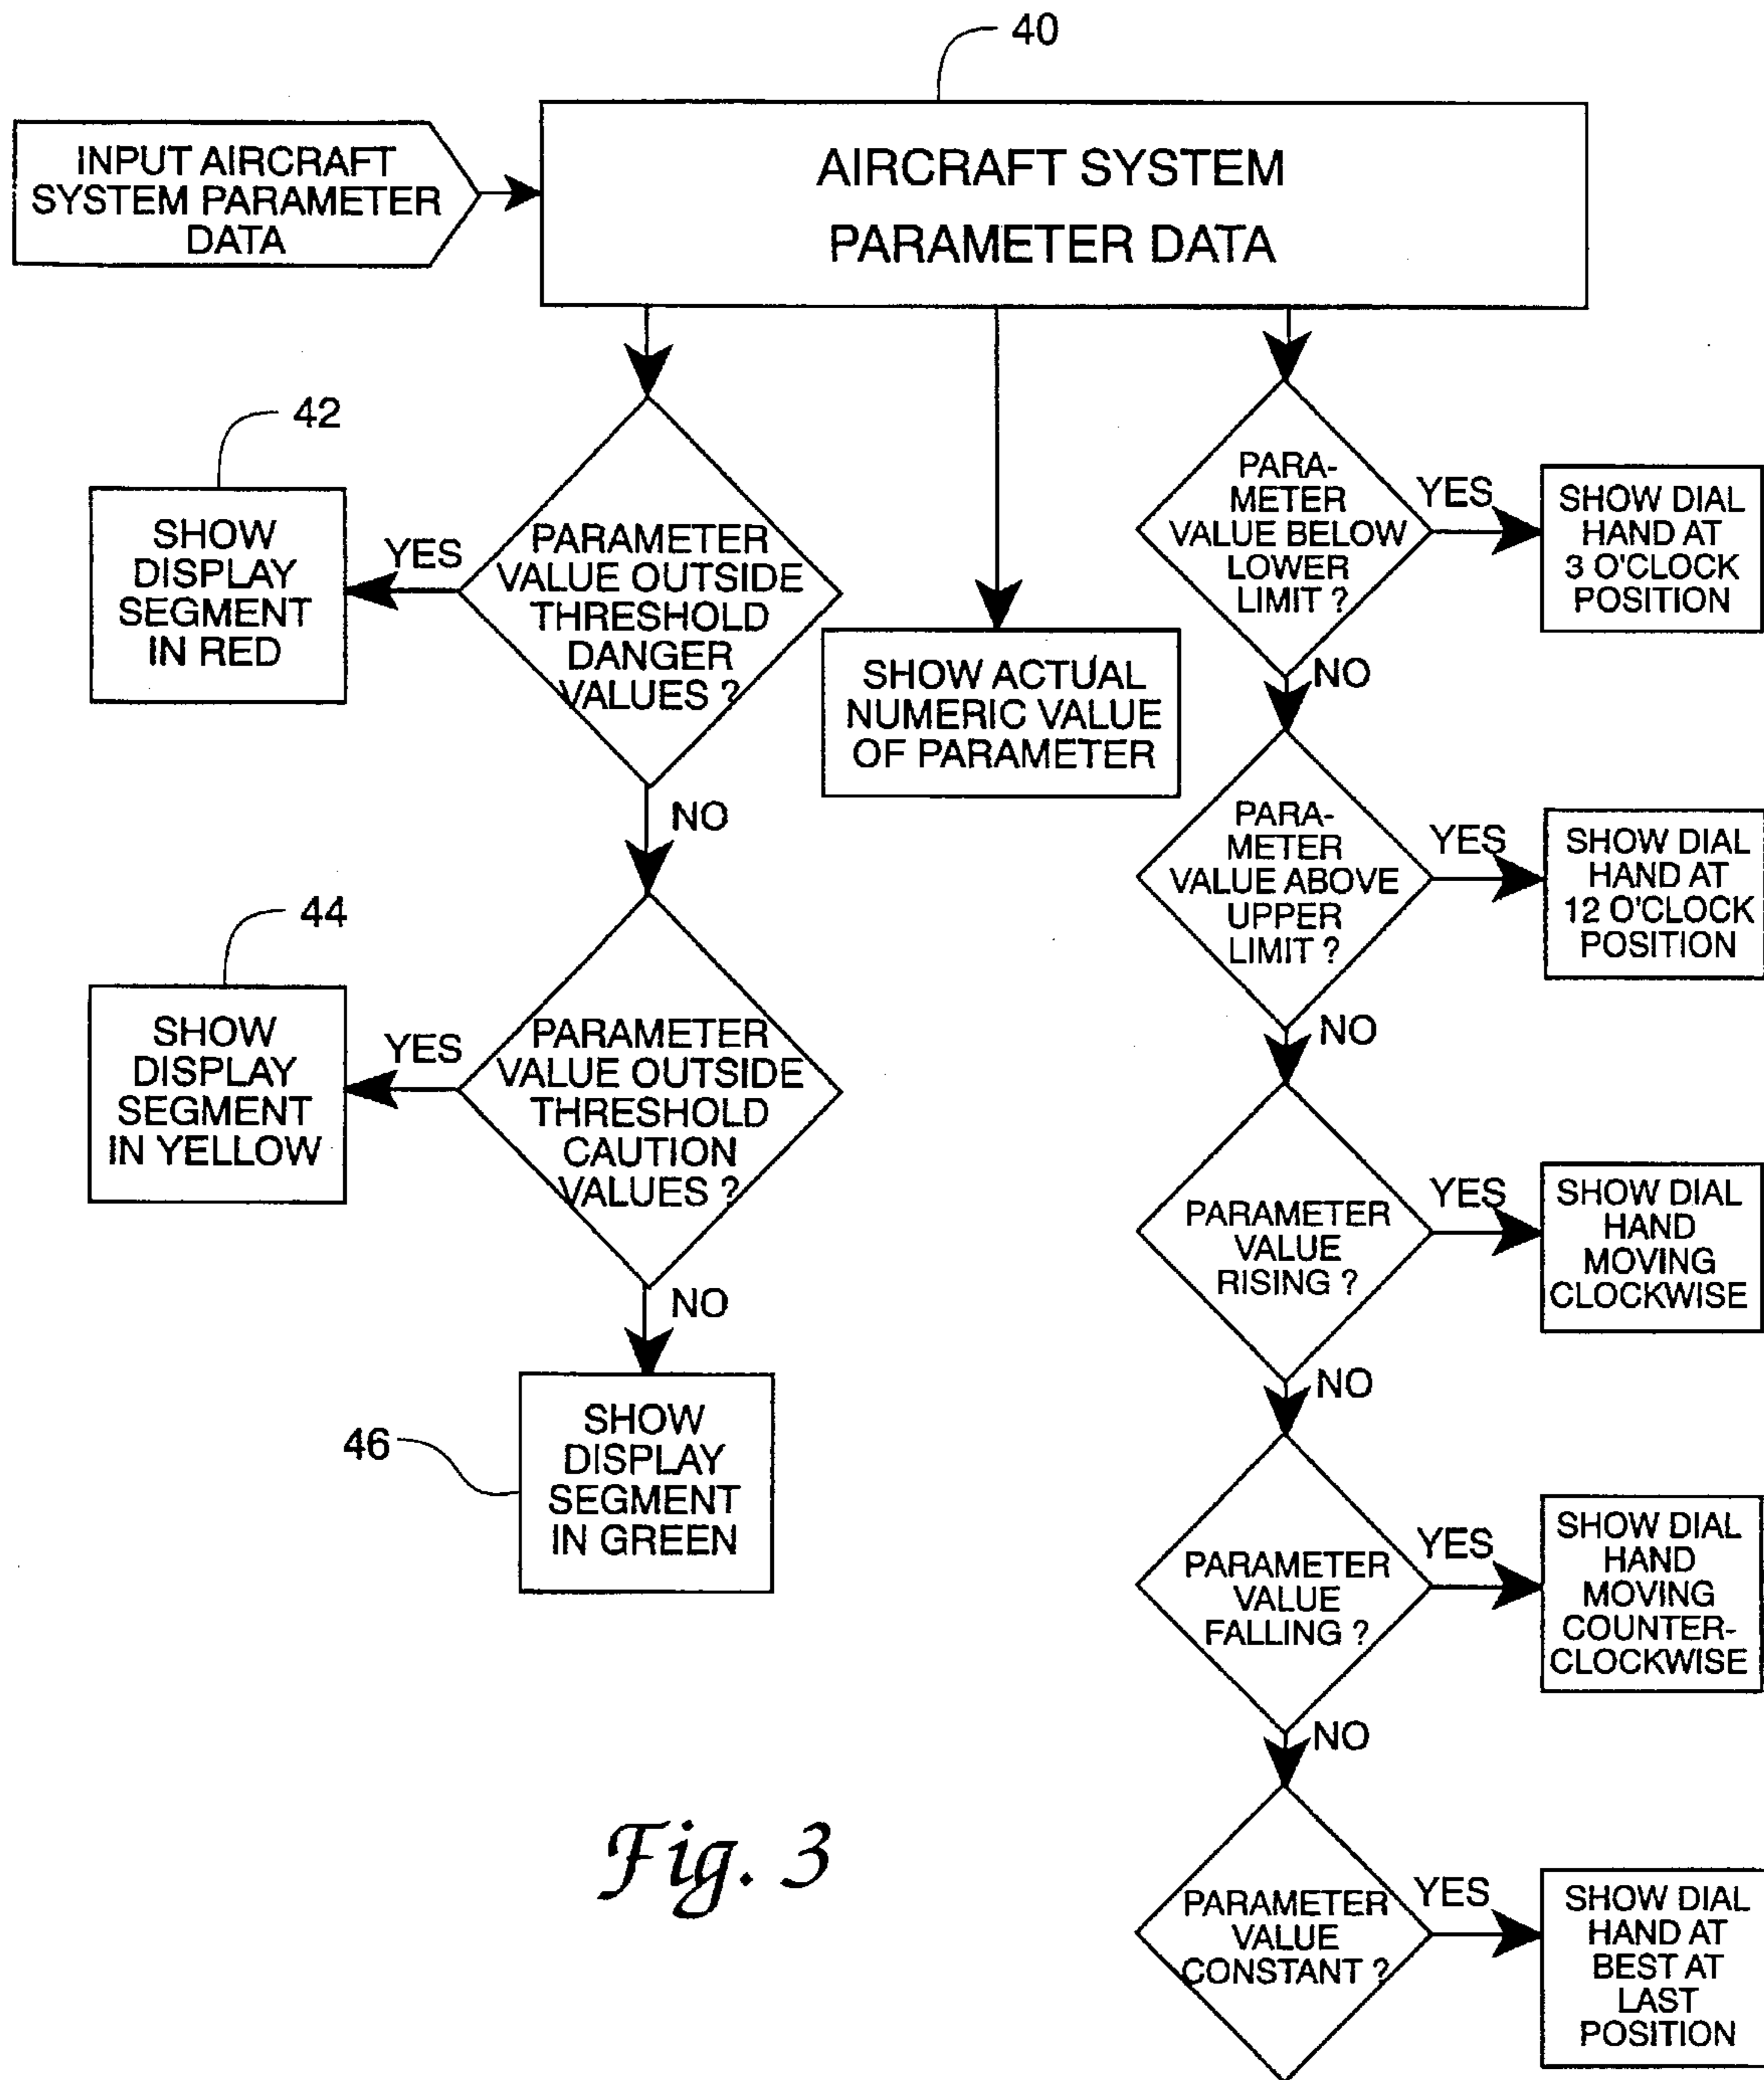 40
INPUT AIRCRAFT
SYSTEM PARAMETER
DATA
AIRCRAFT SYSTEM
PARAMETER DATA
42
SHOW
DISPLAY
SEGMENT
IN RED
YES
PARAMETER
VALUE OUTSIDE
THRESHOLD
DANGER
VALUES ?
NO
SHOW ACTUAL
NUMERIC VALUE
OF PARAMETER
PARA-
METER
VALUE BELOW
LOWER
LIMIT ?
YES
SHOW DIAL
HAND AT
3 O'CLOCK
POSITION
NO
PARA-
METER
VALUE ABOVE
UPPER
LIMIT ?
YES
SHOW DIAL
HAND AT
12 O'CLOCK
POSITION
NO
44
SHOW
DISPLAY
SEGMENT
IN YELLOW
YES
PARAMETER
VALUE OUTSIDE
THRESHOLD
CAUTION
VALUES ?
NO
PARAMETER
VALUE
RISING ?
YES
SHOW DIAL
HAND
MOVING
CLOCKWISE
NO
46
SHOW
DISPLAY
SEGMENT
IN GREEN
PARAMETER
VALUE
FALLING ?
YES
SHOW DIAL
HAND
MOVING
COUNTER-
CLOCKWISE
NO
PARAMETER
VALUE
CONSTANT ?
YES
SHOW DIAL
HAND AT
BEST AT
LAST
POSITION
Fig. 3